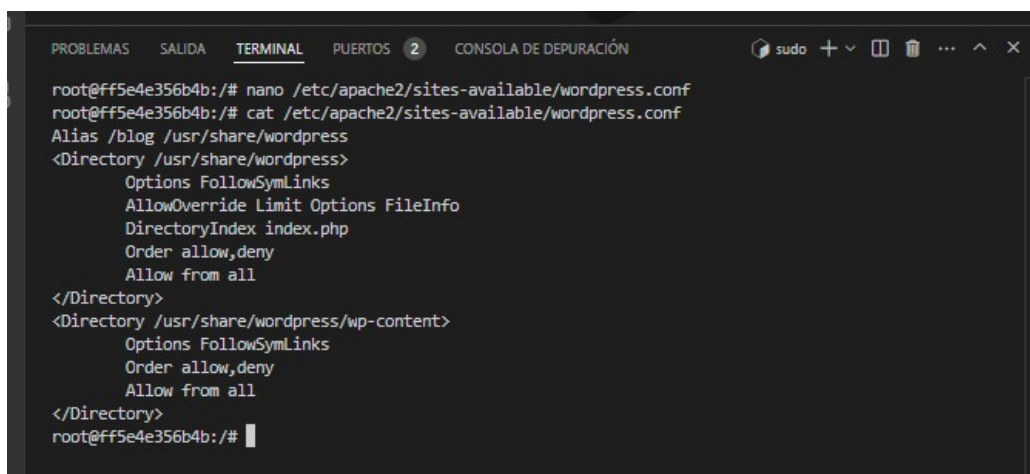 PROBLEMAS SALIDA TERMINAL PUERTOS 2 CONSOLA DE DEPURACIÓN sudo
root@ff5e4e356b4b:/# nano /etc/apache2/sites-available/wordpress.conf
root@ff5e4e356b4b:/# cat /etc/apache2/sites-available/wordpress.conf
Alias /blog /usr/share/wordpress
<Directory /usr/share/wordpress>
        Options FollowSymLinks
        AllowOverride Limit Options FileInfo
        DirectoryIndex index.php
        Order allow,deny
        Allow from all
</Directory>
<Directory /usr/share/wordpress/wp-content>
        Options FollowSymLinks
        Order allow,deny
        Allow from all
</Directory>
root@ff5e4e356b4b:/#